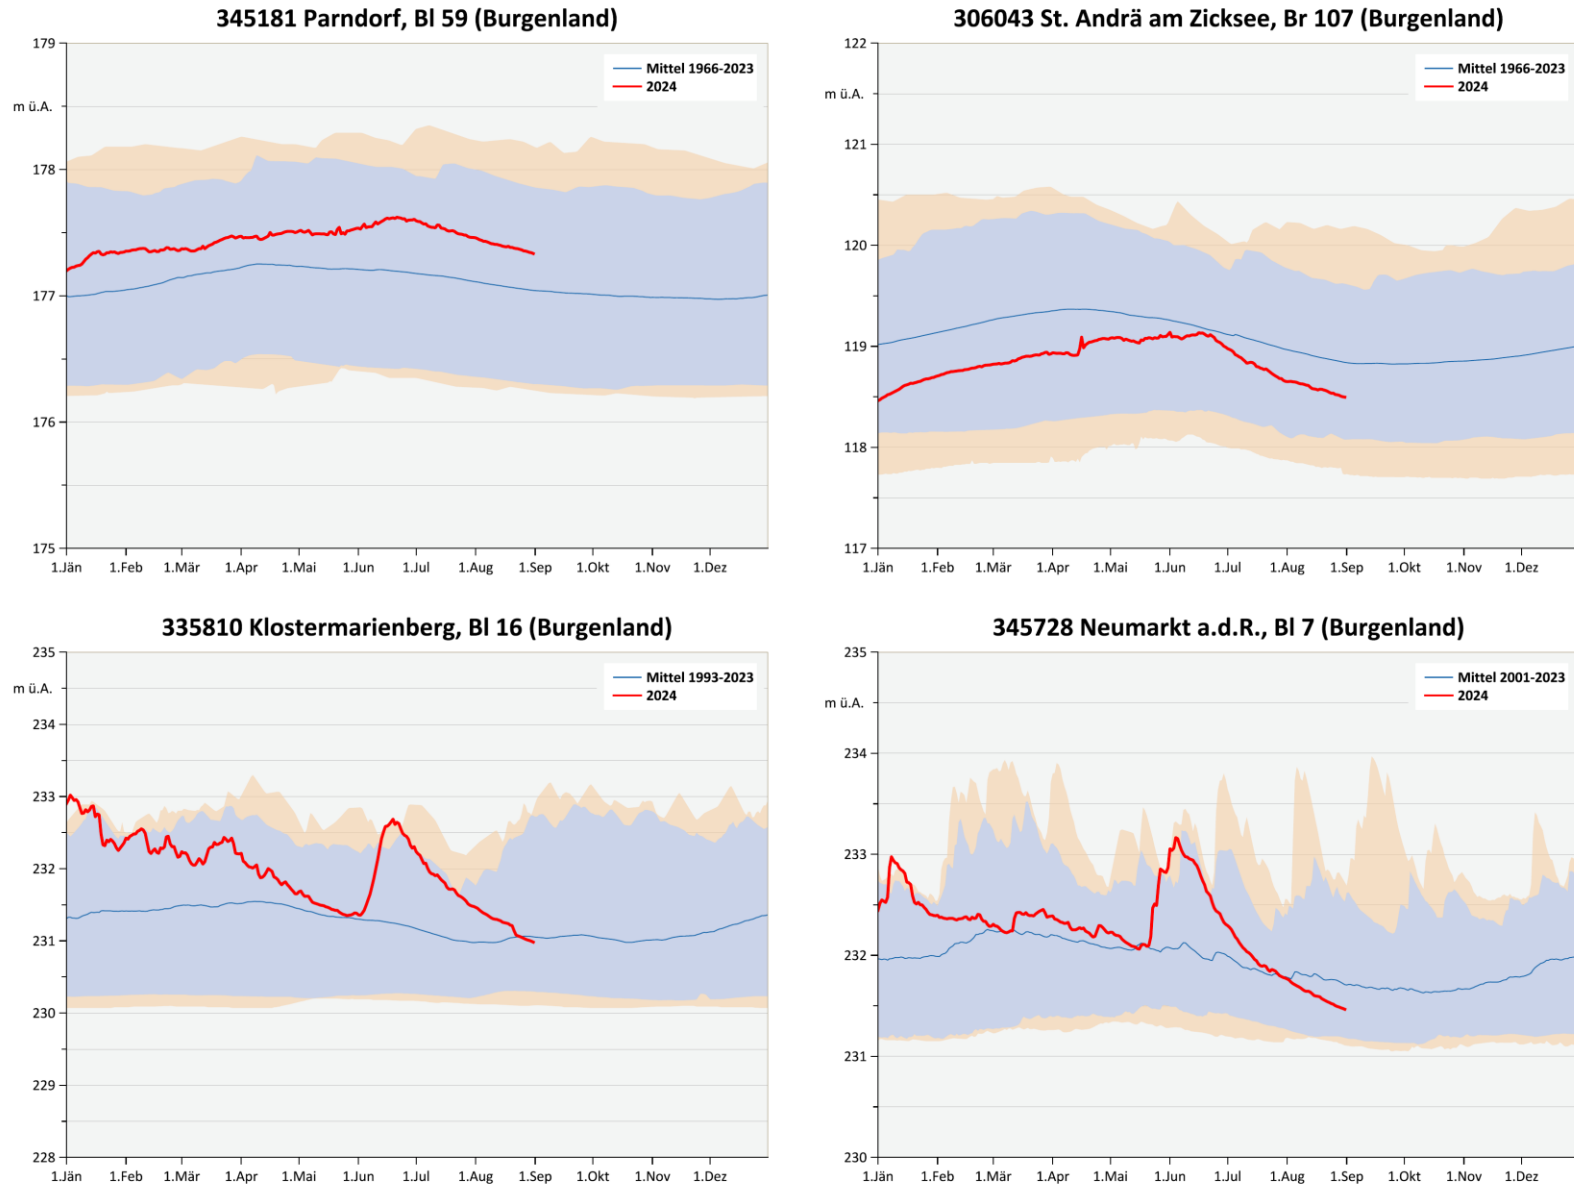 345181 Parndorf, Bl 59 (Burgenland)
179
m ü.A.
178
177
176
175
Mittel 1966-2023
2024
1.Jän 1.Feb 1.Mär 1.Apr 1.Mai 1.Jun 1.Jul 1.Aug 1.Sep 1.Okt 1.Nov 1.Dez
306043 St. Andrä am Zicksee, Br 107 (Burgenland)
122
m ü.A.
121
120
119
118
117
Mittel 1966-2023
2024
1.Jän 1.Feb 1.Mär 1.Apr 1.Mai 1.Jun 1.Jul 1.Aug 1.Sep 1.Okt 1.Nov 1.Dez
335810 Klostermarienberg, Bl 16 (Burgenland)
235
m ü.A.
234
233
232
231
230
229
228
Mittel 1993-2023
2024
1.Jän 1.Feb 1.Mär 1.Apr 1.Mai 1.Jun 1.Jul 1.Aug 1.Sep 1.Okt 1.Nov 1.Dez
345728 Neumarkt a.d.R., Bl 7 (Burgenland)
235
m ü.A.
234
233
232
231
230
Mittel 2001-2023
2024
1.Jän 1.Feb 1.Mär 1.Apr 1.Mai 1.Jun 1.Jul 1.Aug 1.Sep 1.Okt 1.Nov 1.Dez